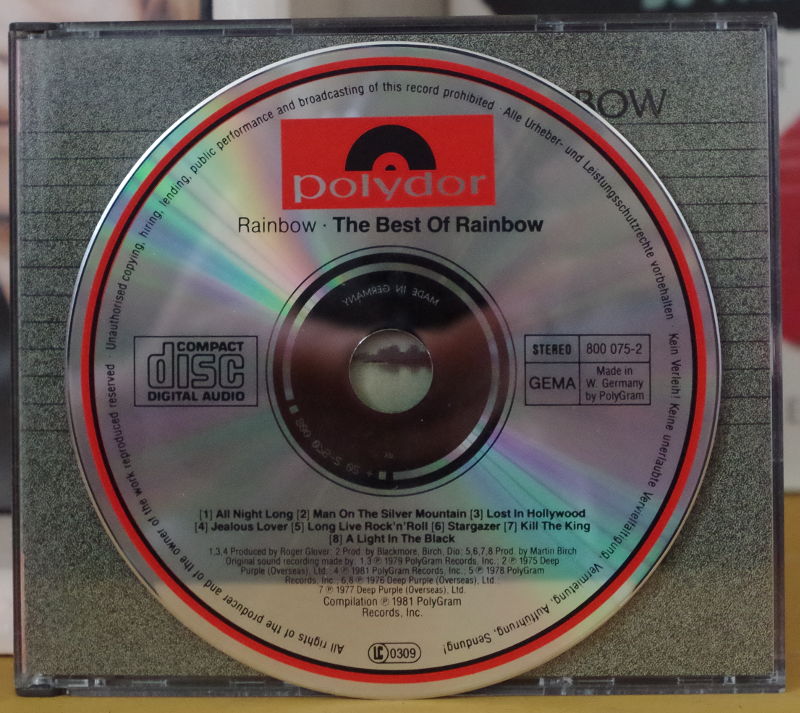 Unauthorised copying, hiring, lending, public performance and broadcasting of this record prohibited · Alle Urheber- und Leistungsschutzrechte vorbehalten
Kein Verleih! Keine unerlaubte Vervielfältigung, Vermietung, Aufführung, Sendung!
All rights of the producer and of the owner of the work reproduced reserved
BOW
polydor
Rainbow · The Best Of Rainbow
MADE IN GERMANY
COMPACT
disc
DIGITAL AUDIO
STEREO 800 075-2
GEMA Made in
W. Germany
by PolyGram
[1] All Night Long [2] Man On The Silver Mountain [3] Lost In Hollywood
[4] Jealous Lover [5] Long Live Rock'n'Roll [6] Stargazer [7] Kill The King
[8] A Light In The Black
1,3,4 Produced by Roger Glover; 2 Prod. by Blackmore, Birch, Dio; 5,6,7,8 Prod. by Martin Birch
Original sound recording made by: 1,3 ℗ 1979 PolyGram Records, Inc.; 2 ℗ 1975 Deep
Purple (Overseas), Ltd.; 4 ℗ 1981 PolyGram Records, Inc.; 5 ℗ 1978 PolyGram
Records, Inc.; 6,8 ℗ 1976 Deep Purple (Overseas), Ltd.;
7 ℗ 1977 Deep Purple (Overseas), Ltd.
Compilation ℗ 1981 PolyGram
Records, Inc.
LC 0309